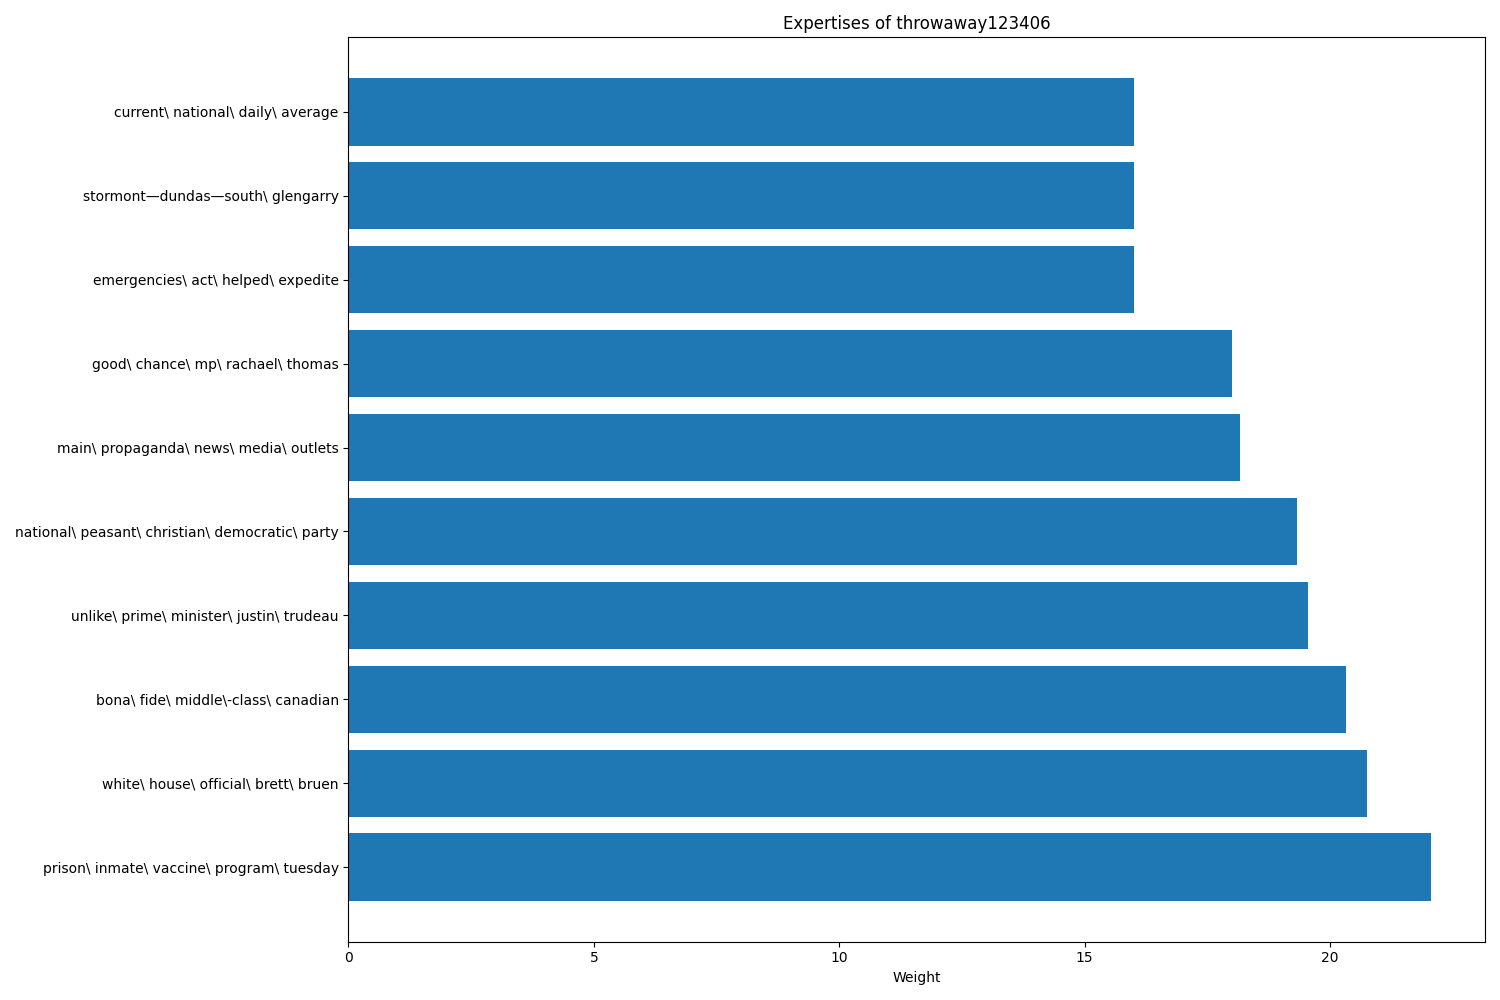 Expertises of throwaway123406
current\ national\ daily\ average
stormont—dundas—south\ glengarry
emergencies\ act\ helped\ expedite
good\ chance\ mp\ rachael\ thomas
main\ propaganda\ news\ media\ outlets
national\ peasant\ christian\ democratic\ party
unlike\ prime\ minister\ justin\ trudeau
bona\ fide\ middle\-class\ canadian
white\ house\ official\ brett\ bruen
prison\ inmate\ vaccine\ program\ tuesday
0 5 10 15 20
Weight